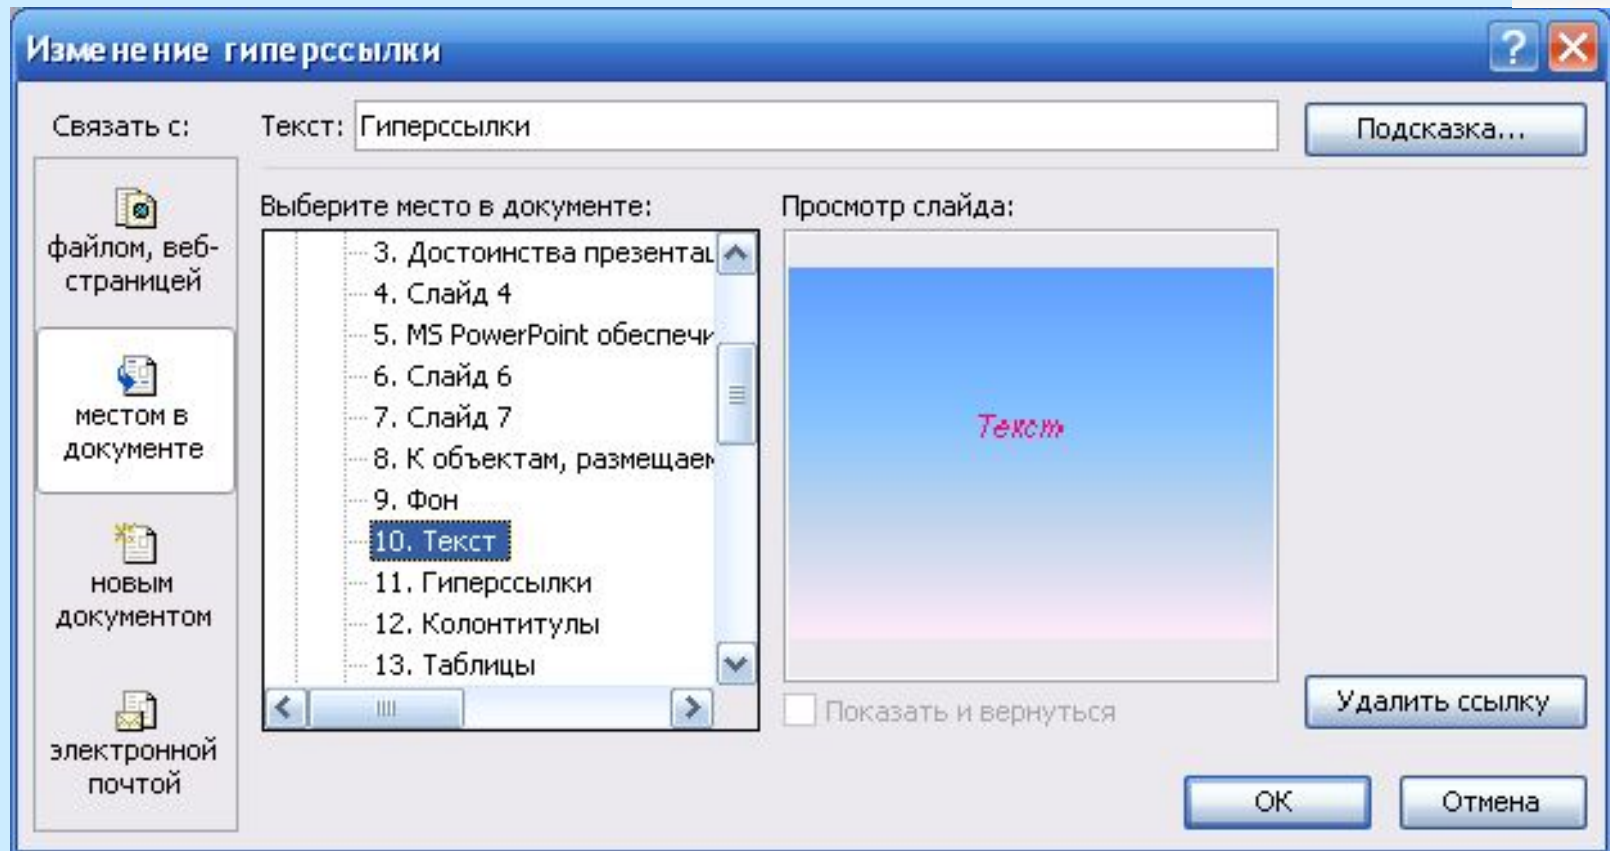 Изменение гиперссылки
Связать с:
Текст: Гиперссылки
Подсказка...
файлом, веб-
страницей
местом в
документе
новым
документом
электронной
почтой
Выберите место в документе:
3. Достоинства презентац
4. Слайд 4
5. MS PowerPoint обеспечи
6. Слайд 6
7. Слайд 7
8. К объектам, размещаем
9. Фон
10. Текст
11. Гиперссылки
12. Колонтитулы
13. Таблицы
Просмотр слайда:
Текст
Показать и вернуться
Удалить ссылку
ОК
Отмена